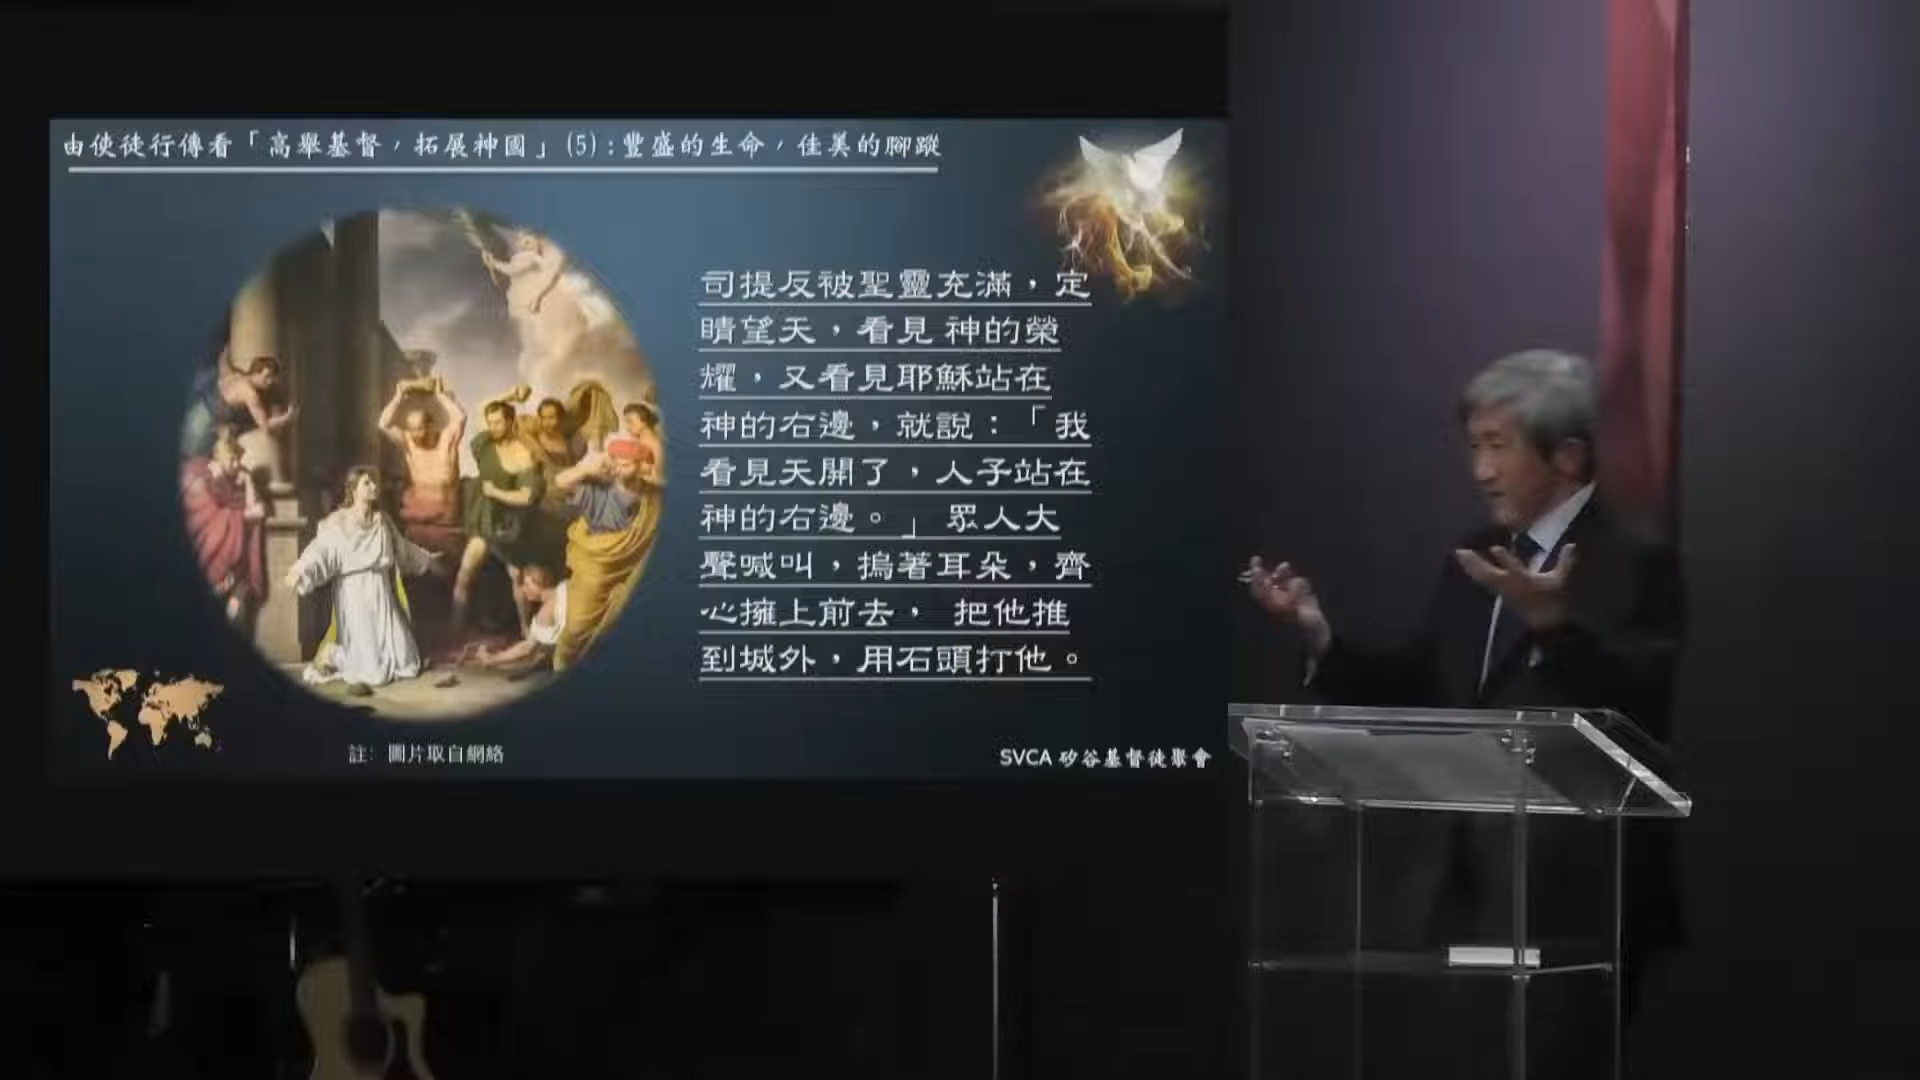 由使徒行傳看「高舉基督，拓展神國」(5):豐盛的生命，佳美的腳蹤
司提反被聖靈充滿，定
睛望天，看見 神的榮
耀，又看見耶穌站在
神的右邊，就說：「我
看見天開了，人子站在
神的右邊。」 眾人大
聲喊叫，摀著耳朵，齊
心擁上前去， 把他推
到城外，用石頭打他。
註: 圖片取自網絡
SVCA 矽谷基督徒聚會